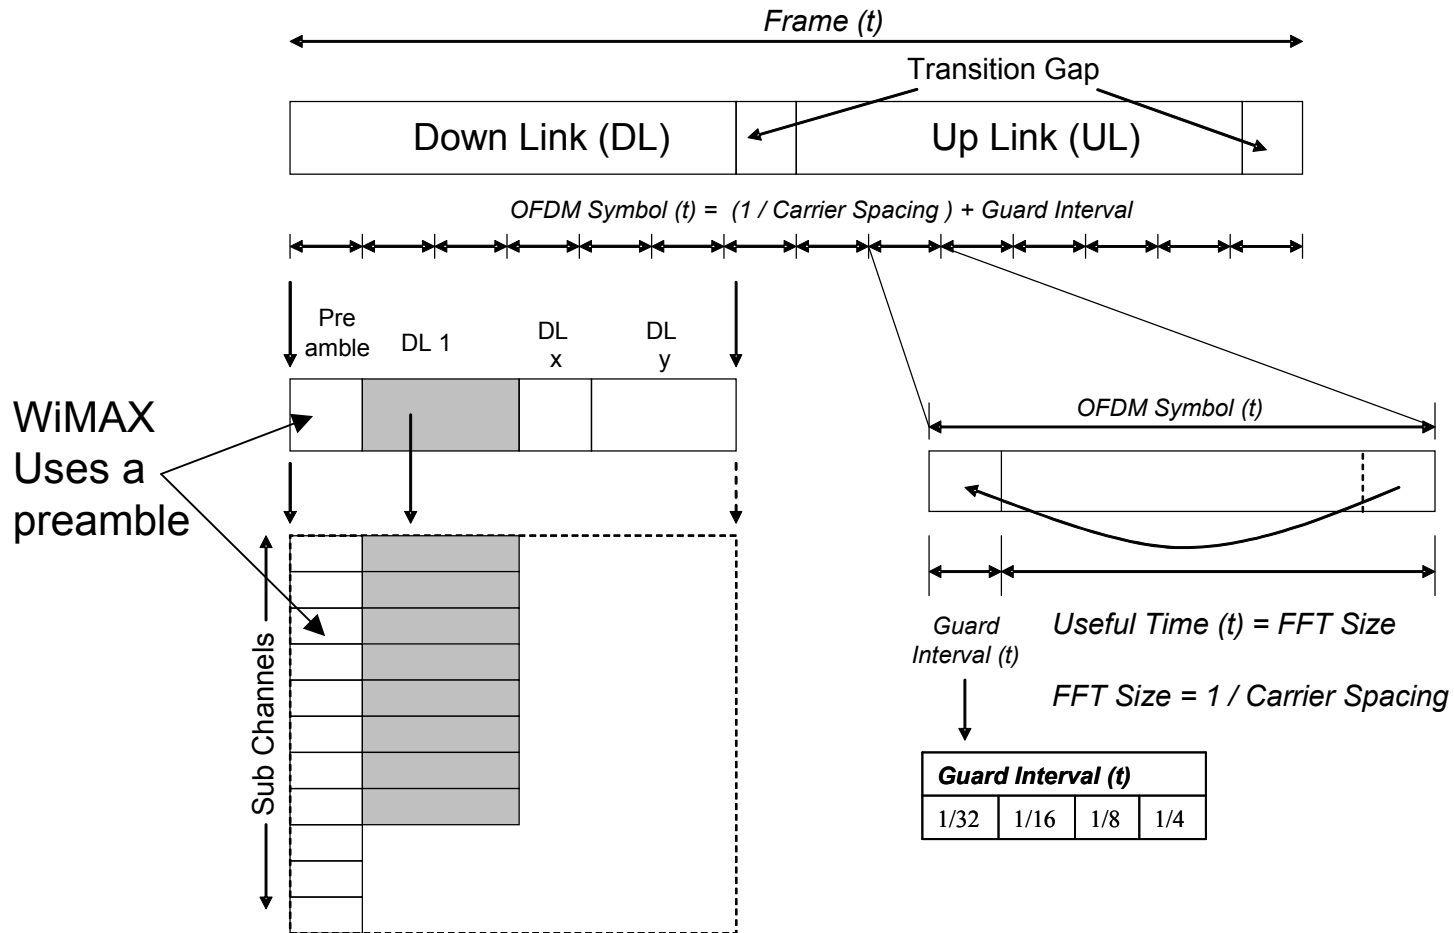 Frame (t)
Transition Gap
Down Link (DL)
Up Link (UL)
OFDM Symbol (t) = (1 / Carrier Spacing ) + Guard Interval
Pre
amble
DL 1
DL
x
DL
y
WiMAX
Uses a
preamble
Sub Channels
OFDM Symbol (t)
Guard
Interval (t)
Useful Time (t) = FFT Size
FFT Size = 1 / Carrier Spacing
Guard Interval (t)
1/32 1/16 1/8 1/4